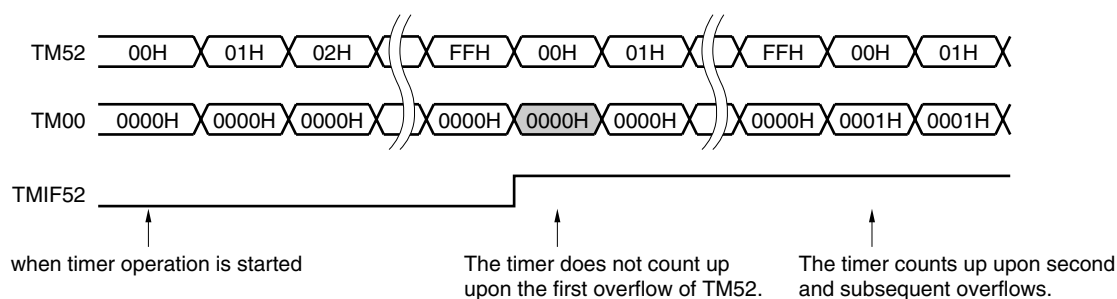 TM52 00H 01H 02H FFH 00H 01H FFH 00H 01H
TM00 0000H 0000H 0000H 0000H 0000H 0000H 0000H 0001H 0001H
TMIF52
when timer operation is started
The timer does not count up
upon the first overflow of TM52.
The timer counts up upon second
and subsequent overflows.